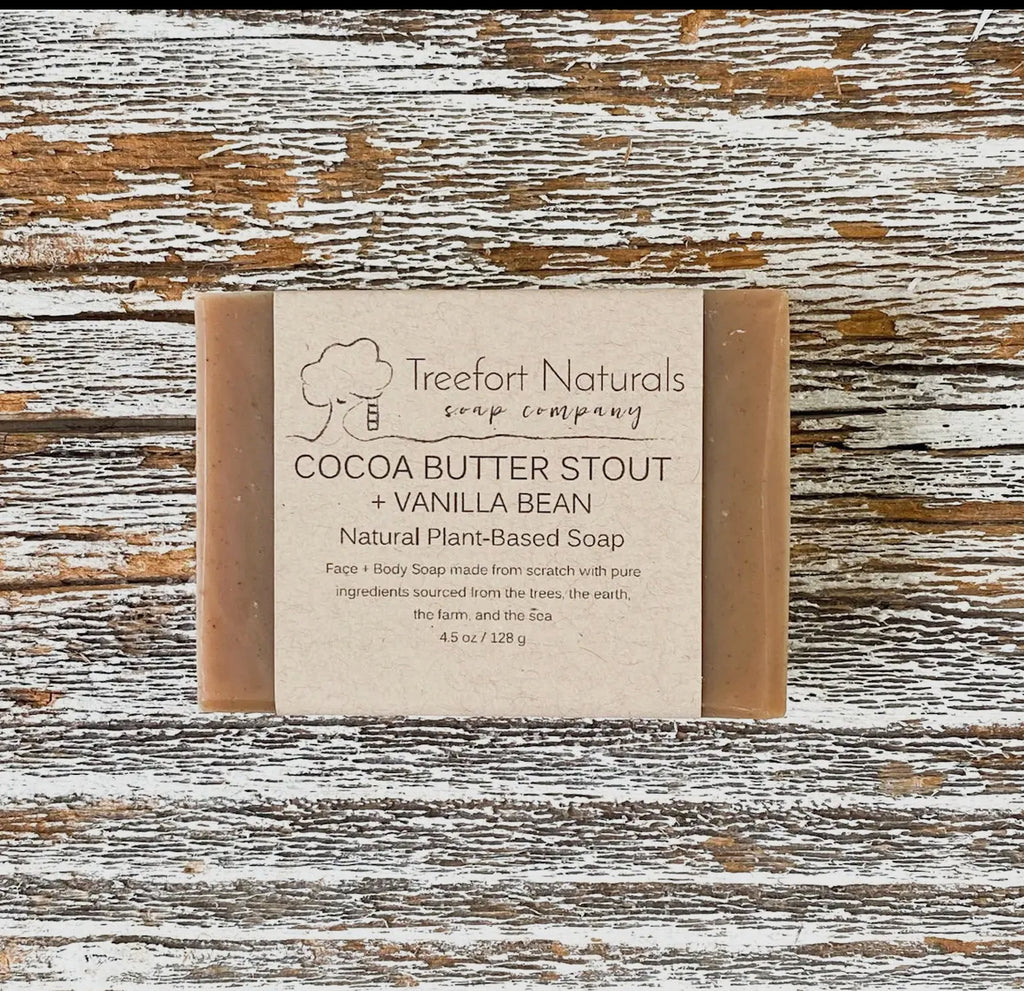 Treefort Naturals
soap company
COCOA BUTTER STOUT
+ VANILLA BEAN
Natural Plant-Based Soap
Face + Body Soap made from scratch with pure
ingredients sourced from the trees, the earth,
the farm, and the sea
4.5 oz / 128 g